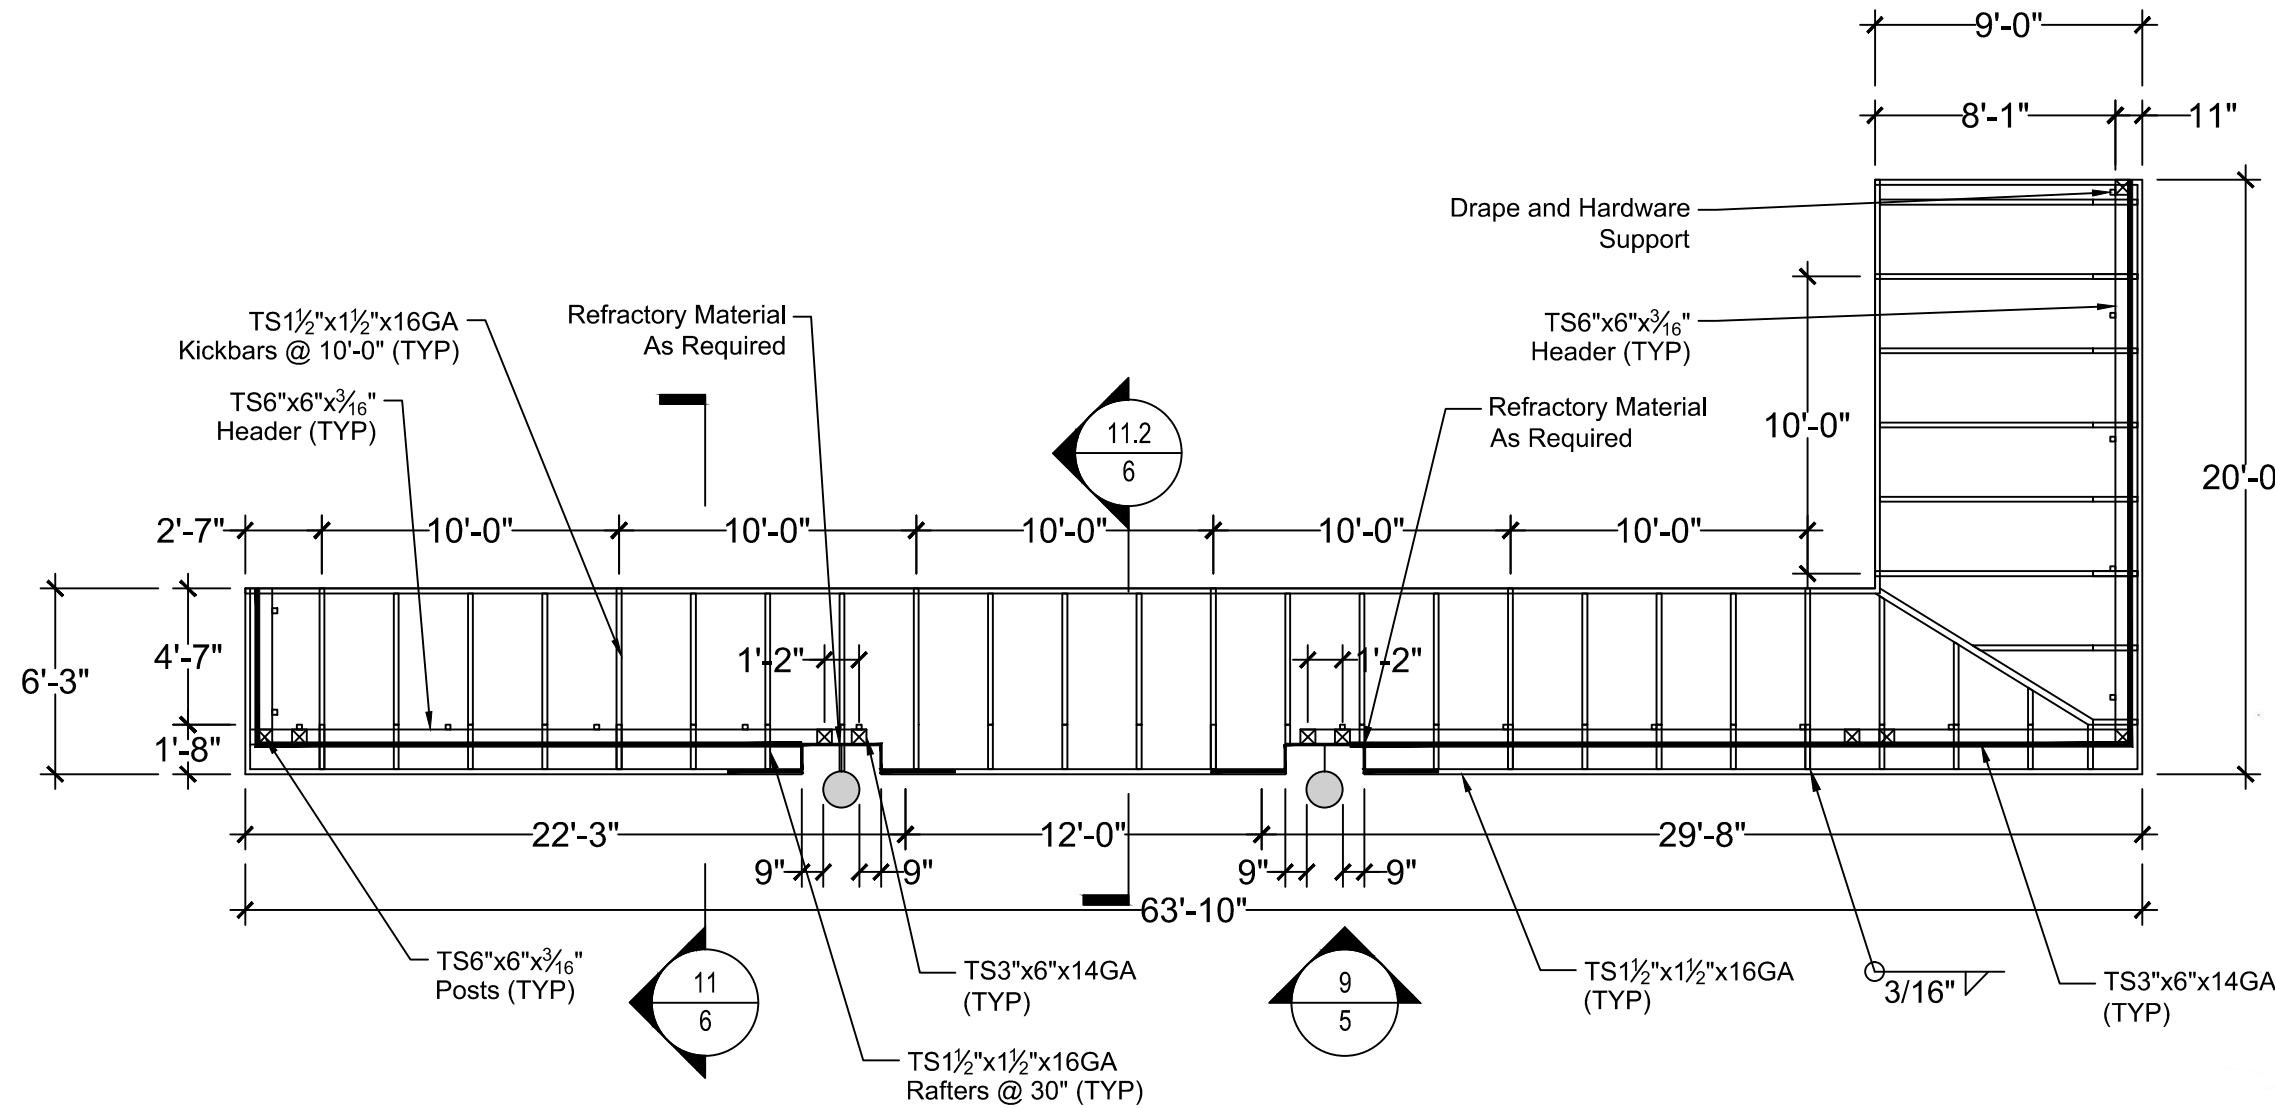 9'-0"
8'-1"
11"
Drape and Hardware
Support
TS1½"x1½"x16GA
Kickbars @ 10'-0" (TYP)
Refractory Material
As Required
TS6"x6"x3⁄16"
Header (TYP)
TS6"x6"x3⁄16"
Header (TYP)
Refractory Material
As Required
11.2
6
10'-0"
20'-0
2'-7"
10'-0"
10'-0"
10'-0"
10'-0"
10'-0"
6'-3"
4'-7"
1'-8"
1'-2"
1'-2"
22'-3"
12'-0"
29'-8"
9"
9"
9"
9"
63'-10"
TS6"x6"x3⁄16"
Posts (TYP)
11
6
TS3"x6"x14GA
(TYP)
9
5
TS1½"x1½"x16GA
(TYP)
3/16"
TS3"x6"x14GA
(TYP)
TS1½"x1½"x16GA
Rafters @ 30" (TYP)